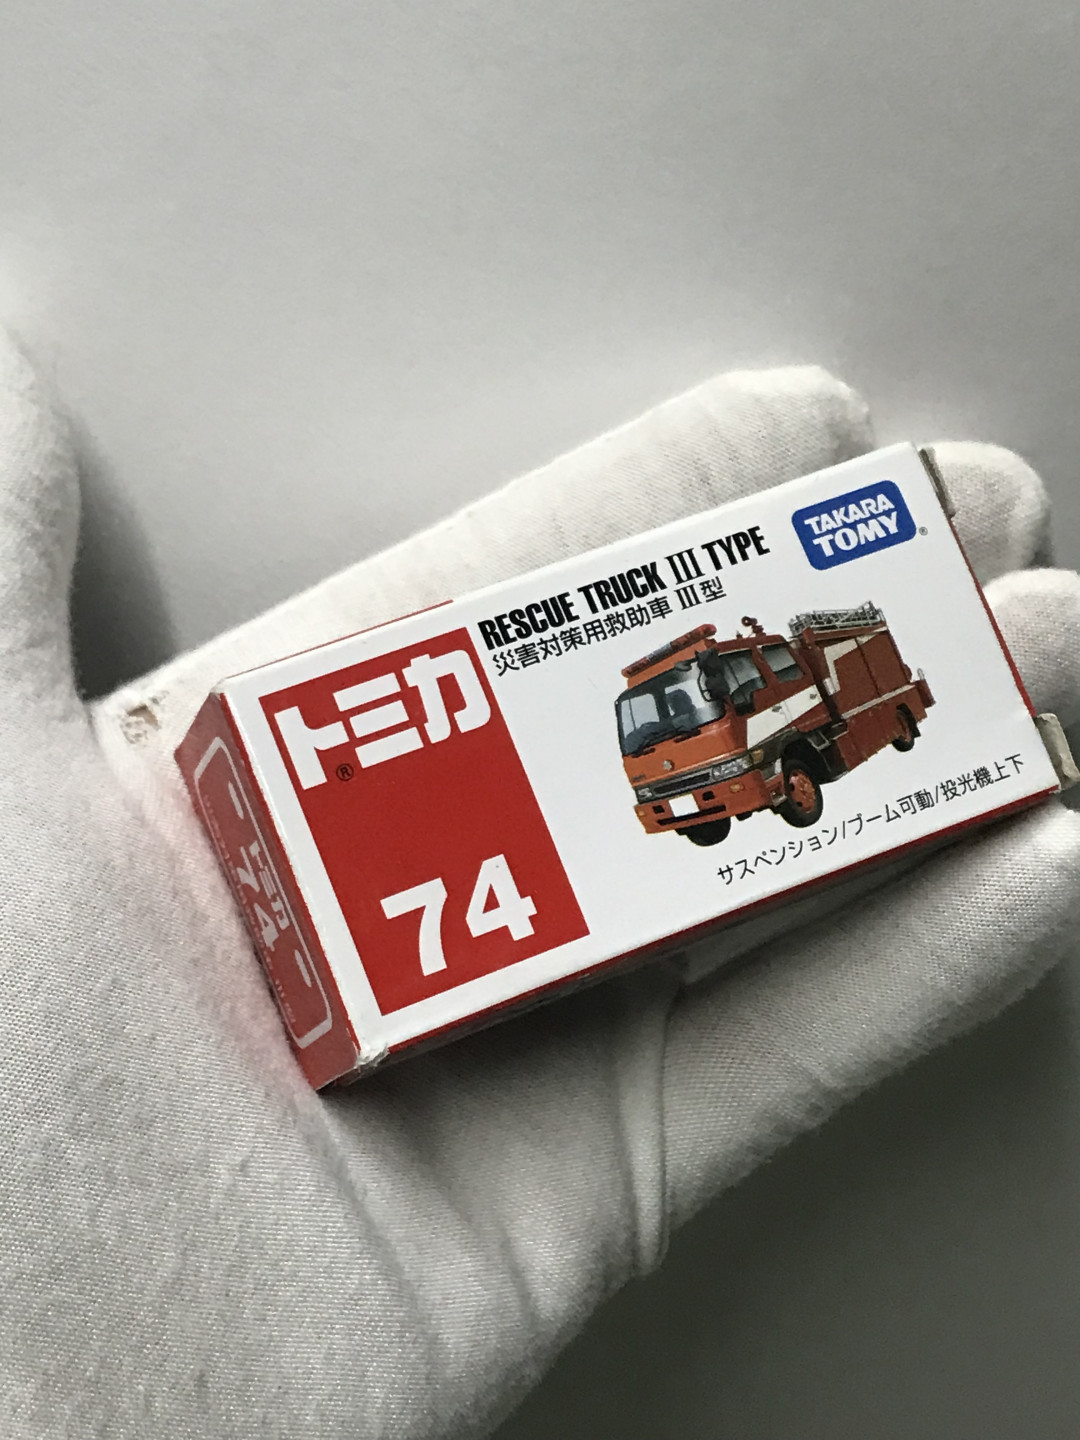 TAKARA
TOMY
®
RESCUE TRUCK III TYPE
災害対策用救助車 III型
トミカ
®
74
サスペンション/ブーム可動/投光機上下
トミカ
74